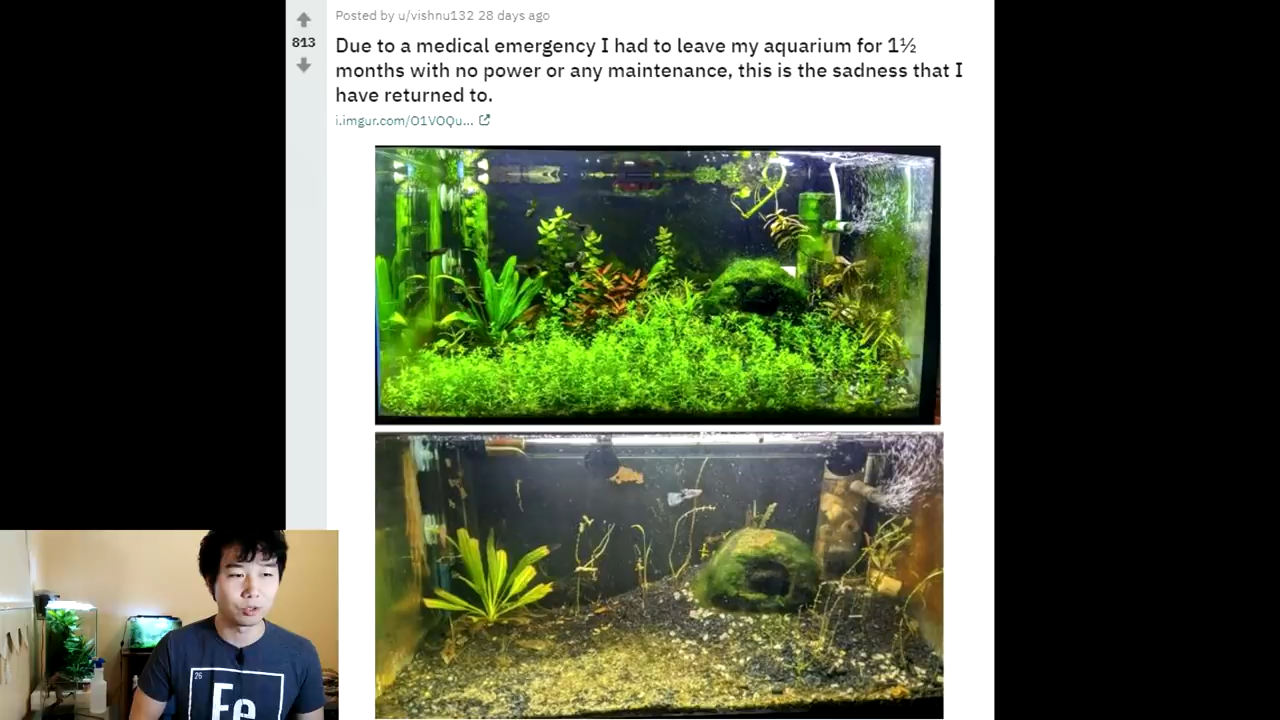 Posted by u/vishnu132 28 days ago
813
Due to a medical emergency I had to leave my aquarium for 1½
months with no power or any maintenance, this is the sadness that I
have returned to.
i.imgur.com/O1VOQu...
26
Fe